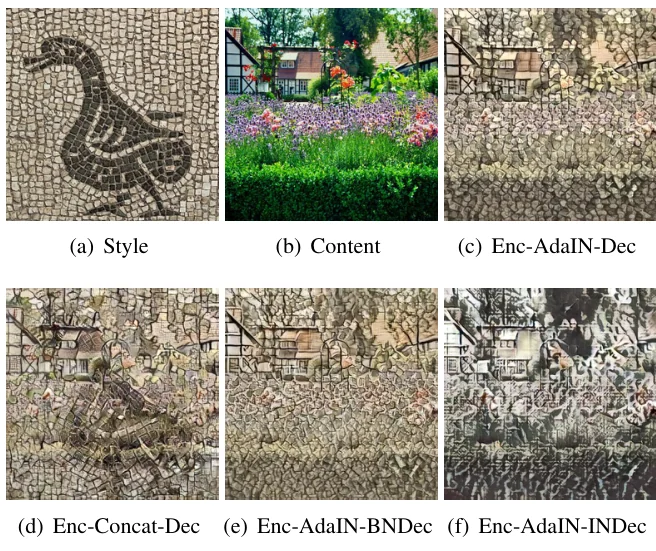 (a) Style
(b) Content
(c) Enc-AdaIN-Dec
(d) Enc-Concat-Dec
(e) Enc-AdaIN-BNDec
(f) Enc-AdaIN-INDec